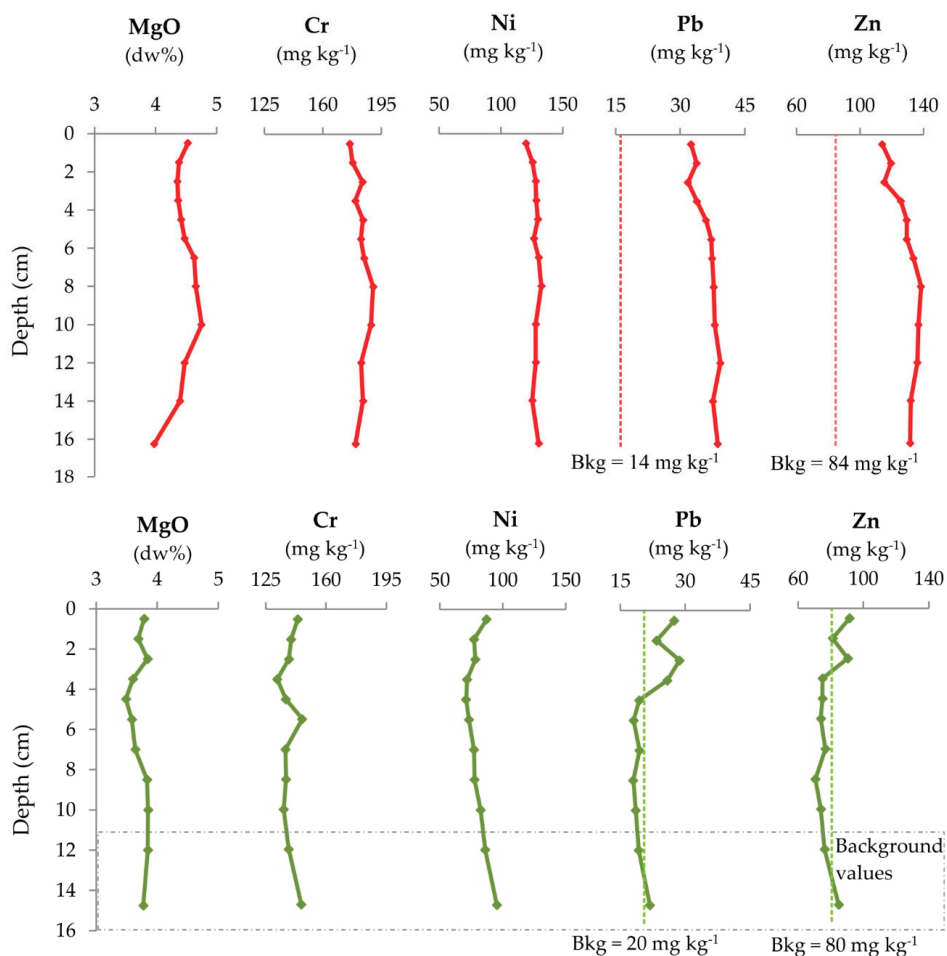 MgO Cr Ni Pb Zn
(dw%) (mg kg⁻¹) (mg kg⁻¹) (mg kg⁻¹) (mg kg⁻¹)
3 4 5 125 160 195 50 100 150 15 30 45 60 100 140
0
2
4
6
8
10
12
14
16
18
Depth (cm)
Bkg = 14 mg kg⁻¹ Bkg = 84 mg kg⁻¹
MgO Cr Ni Pb Zn
(dw%) (mg kg⁻¹) (mg kg⁻¹) (mg kg⁻¹) (mg kg⁻¹)
3 4 5 125 160 195 50 100 150 15 30 45 60 100 140
0
2
4
6
8
10
12
14
16
Depth (cm)
Background
values
Bkg = 20 mg kg⁻¹ Bkg = 80 mg kg⁻¹